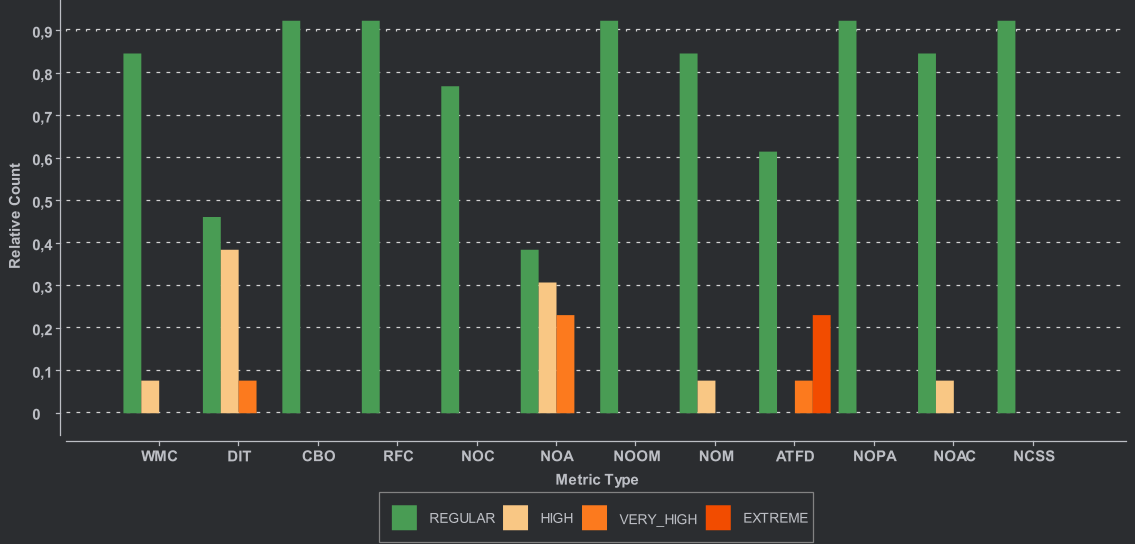 0,9
0,8
0,7
0,6
0,5
0,4
0,3
0,2
0,1
0
Relative Count
WMC DIT CBO RFC NOC NOA NOOM NOM ATFD NOPA NOAC NCSS
Metric Type
REGULAR HIGH VERY_HIGH EXTREME